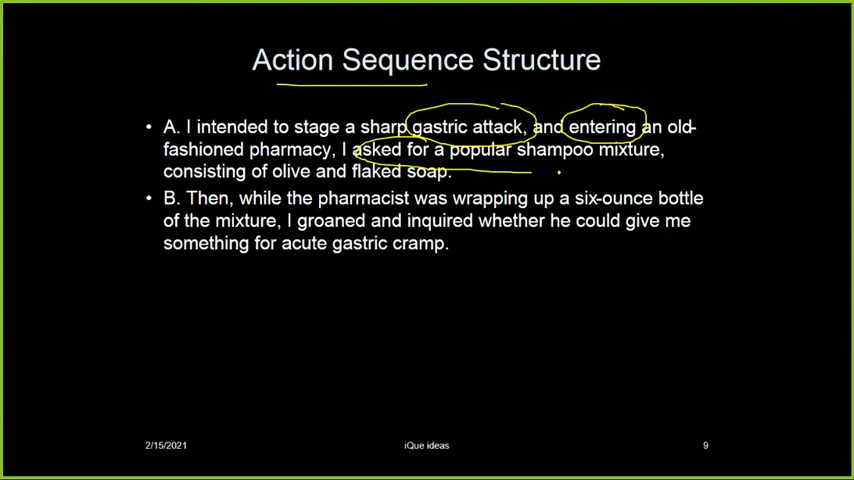 Action Sequence Structure
• A. I intended to stage a sharp gastric attack, and entering an old-
fashioned pharmacy, I asked for a popular shampoo mixture,
consisting of olive and flaked soap.
• B. Then, while the pharmacist was wrapping up a six-ounce bottle
of the mixture, I groaned and inquired whether he could give me
something for acute gastric cramp.
2/15/2021 iQue ideas 9